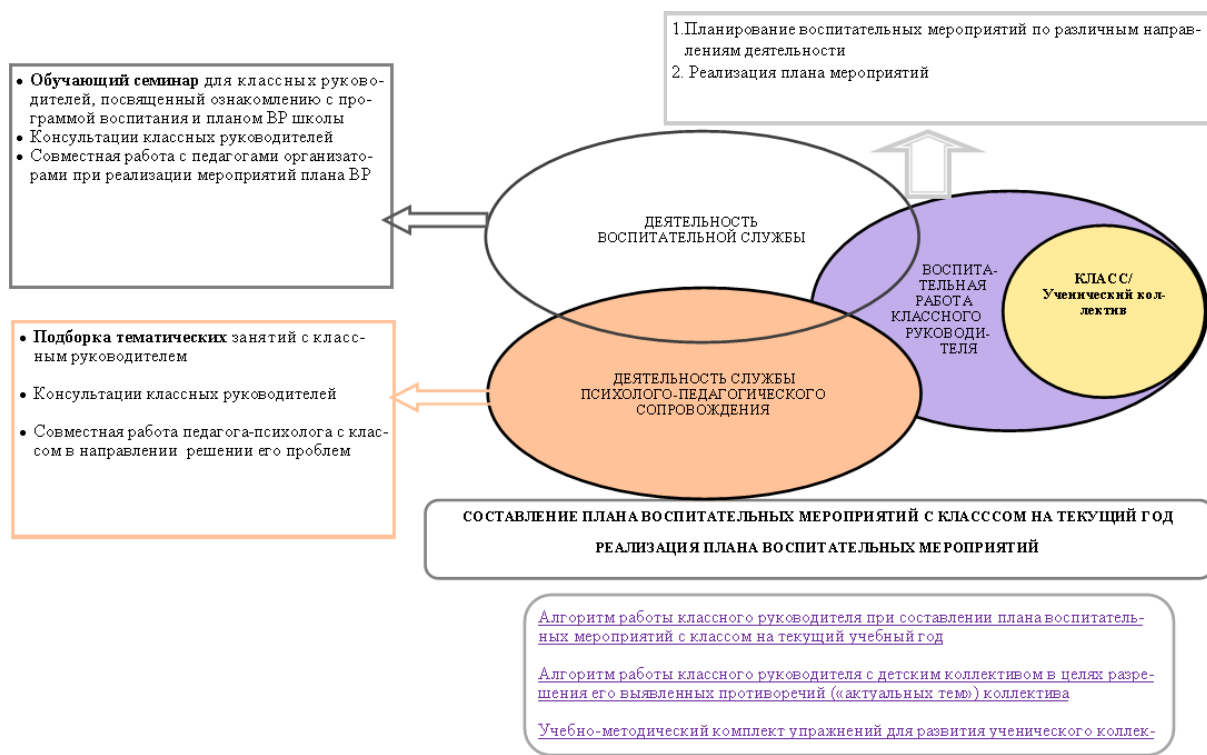 1.Планирование воспитательных мероприятий по различным направ-
лениям деятельности
2. Реализация плана мероприятий
• Обучающий семинар для классных руково-
дителей, посвященный ознакомлению с про-
граммой воспитания и планом ВР школы
• Консультации классных руководителей
• Совместная работа с педагогами организато-
рами при реализации мероприятий плана ВР
ДЕЯТЕЛЬНОСТЬ
ВОСПИТАТЕЛЬНОЙ СЛУЖБЫ
ВОСПИТА-
ТЕЛЬНАЯ
РАБОТА
КЛАССНОГО
РУКОВОДИ-
ТЕЛЯ
КЛАСС/
Ученический кол-
лектив
• Подборка тематических занятий с класс-
ным руководителем
• Консультации классных руководителей
• Совместная работа педагога-психолога с клас-
сом в направлении решении его проблем
ДЕЯТЕЛЬНОСТЬ СЛУЖБЫ
ПСИХОЛОГО-ПЕДАГОГИЧЕСКОГО
СОПРОВОЖДЕНИЯ
СОСТАВЛЕНИЕ ПЛАНА ВОСПИТАТЕЛЬНЫХ МЕРОПРИЯТИЙ С КЛАСССОМ НА ТЕКУЩИЙ ГОД
РЕАЛИЗАЦИЯ ПЛАНА ВОСПИТАТЕЛЬНЫХ МЕРОПРИЯТИЙ
Алгоритм работы классного руководителя при составлении плана воспитатель-
ных мероприятий с классом на текущий учебный год
Алгоритм работы классного руководителя с детским коллективом в целях разре-
шения его выявленных противоречий («актуальных тем») коллектива
Учебно-методический комплект упражнений для развития ученического коллек-